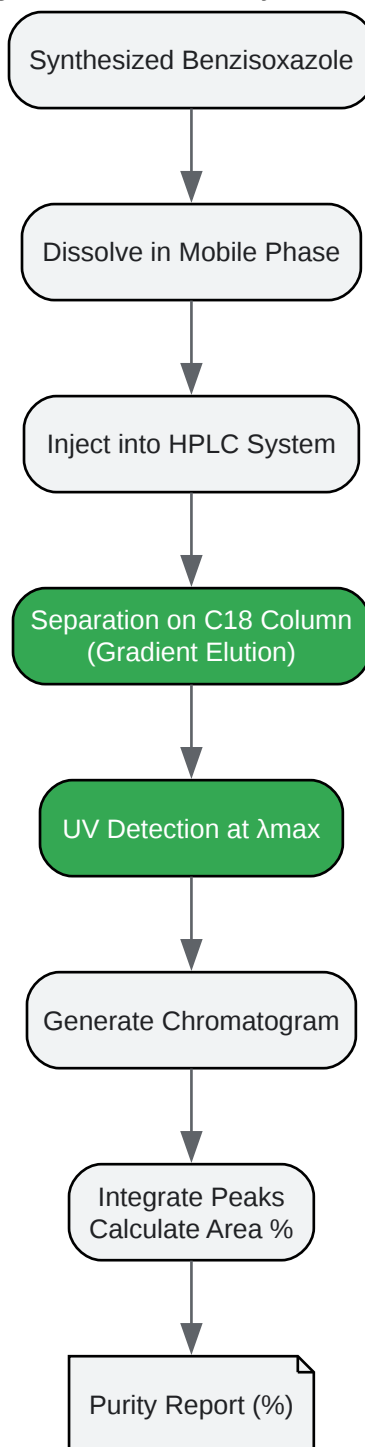 Synthesized Benzisoxazole
Dissolve in Mobile Phase
Inject into HPLC System
Separation on C18 Column
(Gradient Elution)
UV Detection at λmax
Generate Chromatogram
Integrate Peaks
Calculate Area %
Purity Report (%)